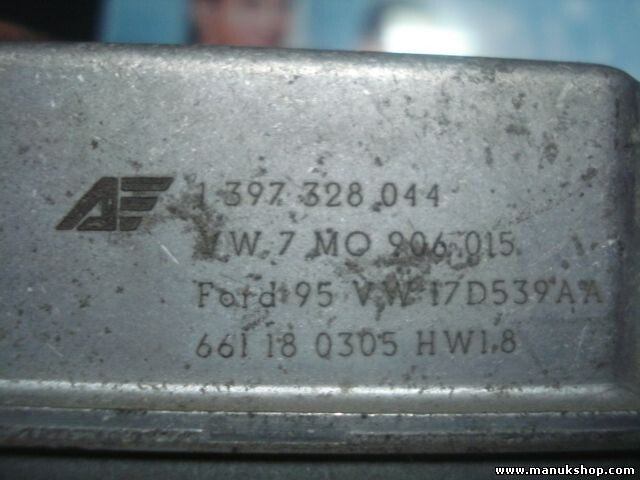 AE 1 397 328 044
VW 7 MO 906 015
Ford 95 VW 17D539AA
661 18 0305 HW1.8
www.manukshop.com